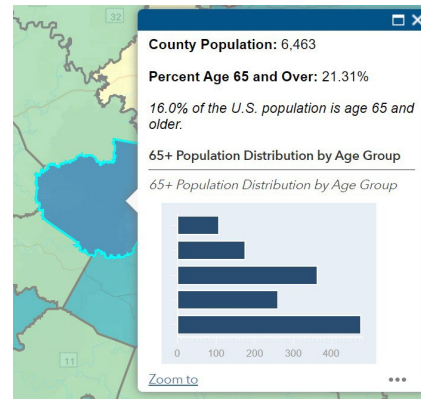 32
County Population: 6,463
Percent Age 65 and Over: 21.31%
16.0% of the U.S. population is age 65 and
older.
65+ Population Distribution by Age Group
65+ Population Distribution by Age Group
0 100 200 300 400
11
Zoom to